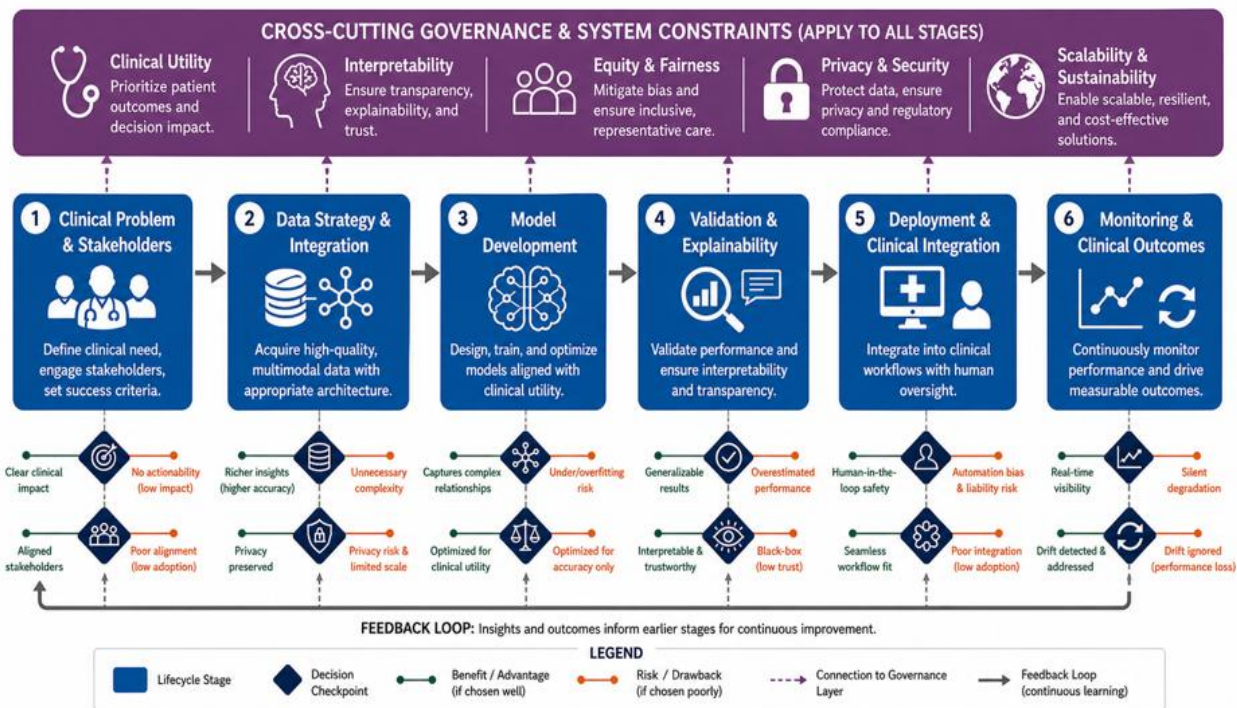 CROSS-CUTTING GOVERNANCE & SYSTEM CONSTRAINTS (APPLY TO ALL STAGES)
Clinical Utility
Prioritize patient
outcomes and
decision impact.
Interpretability
Ensure transparency,
explainability, and
trust.
Equity & Fairness
Mitigate bias and
ensure inclusive,
representative care.
Privacy & Security
Protect data, ensure
privacy and regulatory
compliance.
Scalability &
Sustainability
Enable scalable, resilient,
and cost-effective
solutions.
1 Clinical Problem
& Stakeholders
Define clinical need,
engage stakeholders,
set success criteria.
2 Data Strategy &
Integration
Acquire high-quality,
multimodal data with
appropriate architecture.
3 Model
Development
Design, train, and optimize
models aligned with
clinical utility.
4 Validation &
Explainability
Validate performance and
ensure interpretability
and transparency.
5 Deployment &
Clinical Integration
Integrate into clinical
workflows with human
oversight.
6 Monitoring &
Clinical Outcomes
Continuously monitor
performance and drive
measurable outcomes.
Clear clinical
impact
No actionability
(low impact)
Aligned
stakeholders
Poor alignment
(low adoption)
Richer insights
(higher accuracy)
Unnecessary
complexity
Privacy
preserved
Privacy risk &
limited scale
Captures complex
relationships
Under/overfitting
risk
Optimized for
clinical utility
Optimized for
accuracy only
Generalizable
results
Overestimated
performance
Interpretable &
trustworthy
Black-box
(low trust)
Human-in-the-
loop safety
Automation bias
& liability risk
Seamless
workflow fit
Poor integration
(low adoption)
Real-time
visibility
Silent
degradation
Drift detected &
addressed
Drift ignored
(performance loss)
FEEDBACK LOOP: Insights and outcomes inform earlier stages for continuous improvement.
LEGEND
Lifecycle Stage
Decision
Checkpoint
Benefit / Advantage
(if chosen well)
Risk / Drawback
(if chosen poorly)
Connection to Governance
Layer
Feedback Loop
(continuous learning)